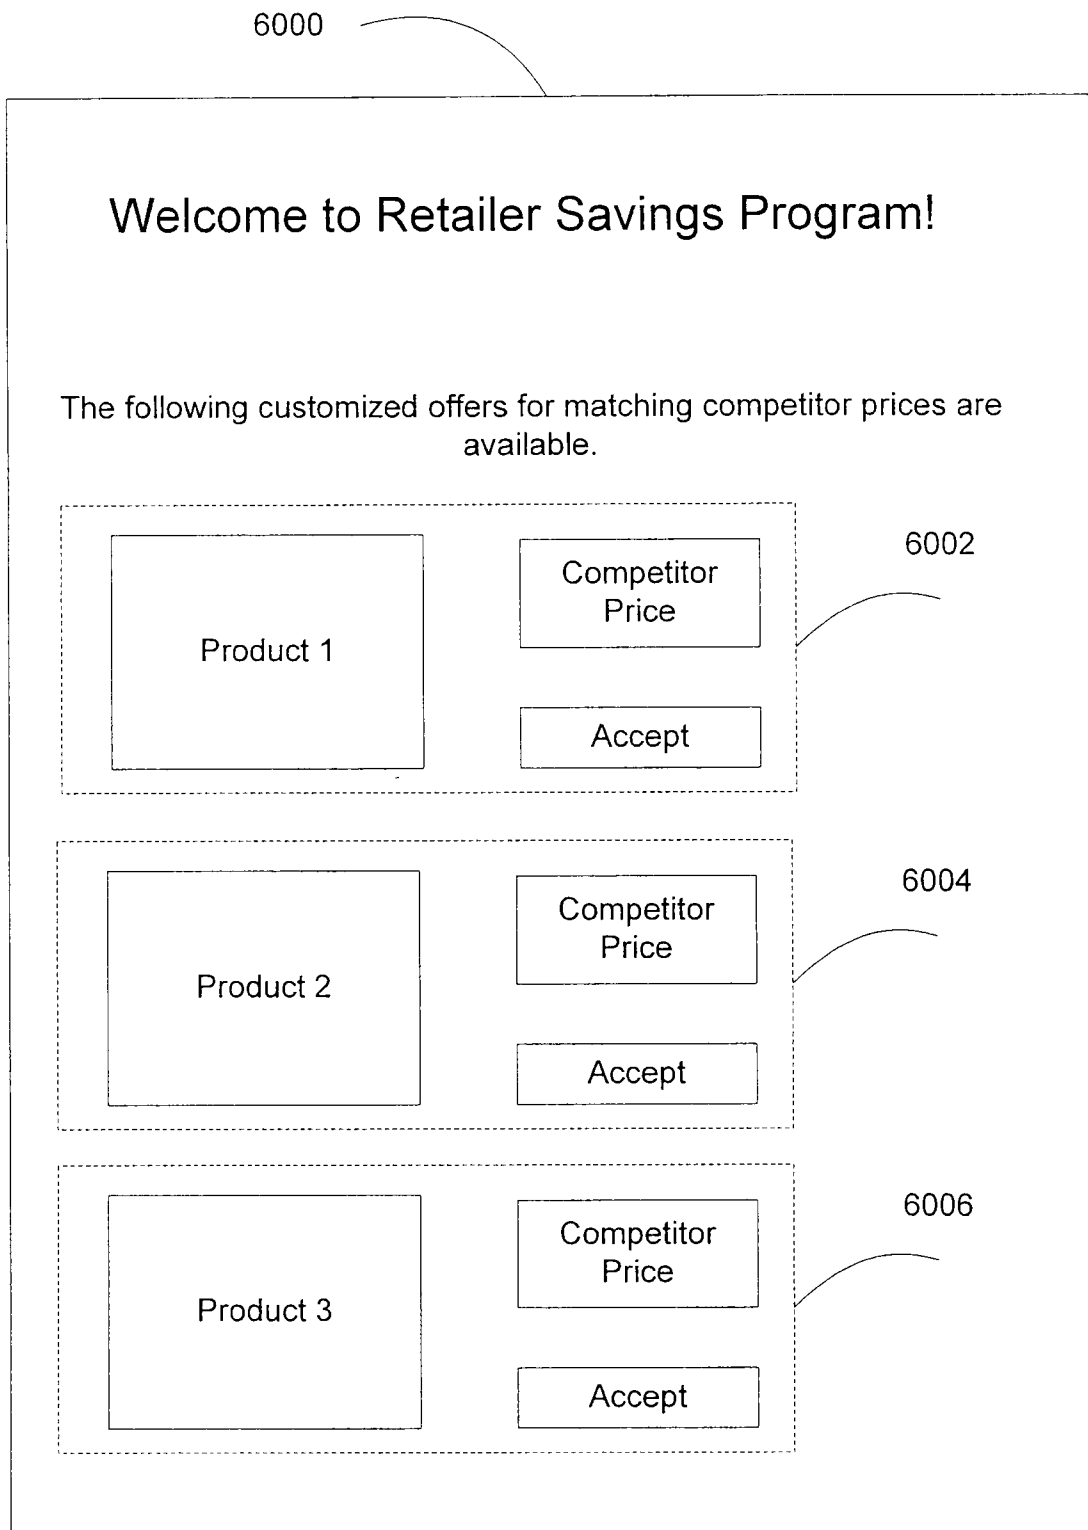 6000
Welcome to Retailer Savings Program!
The following customized offers for matching competitor prices are
available.
6002
Competitor
Price
Product 1
Accept
6004
Competitor
Price
Product 2
Accept
6006
Competitor
Price
Product 3
Accept